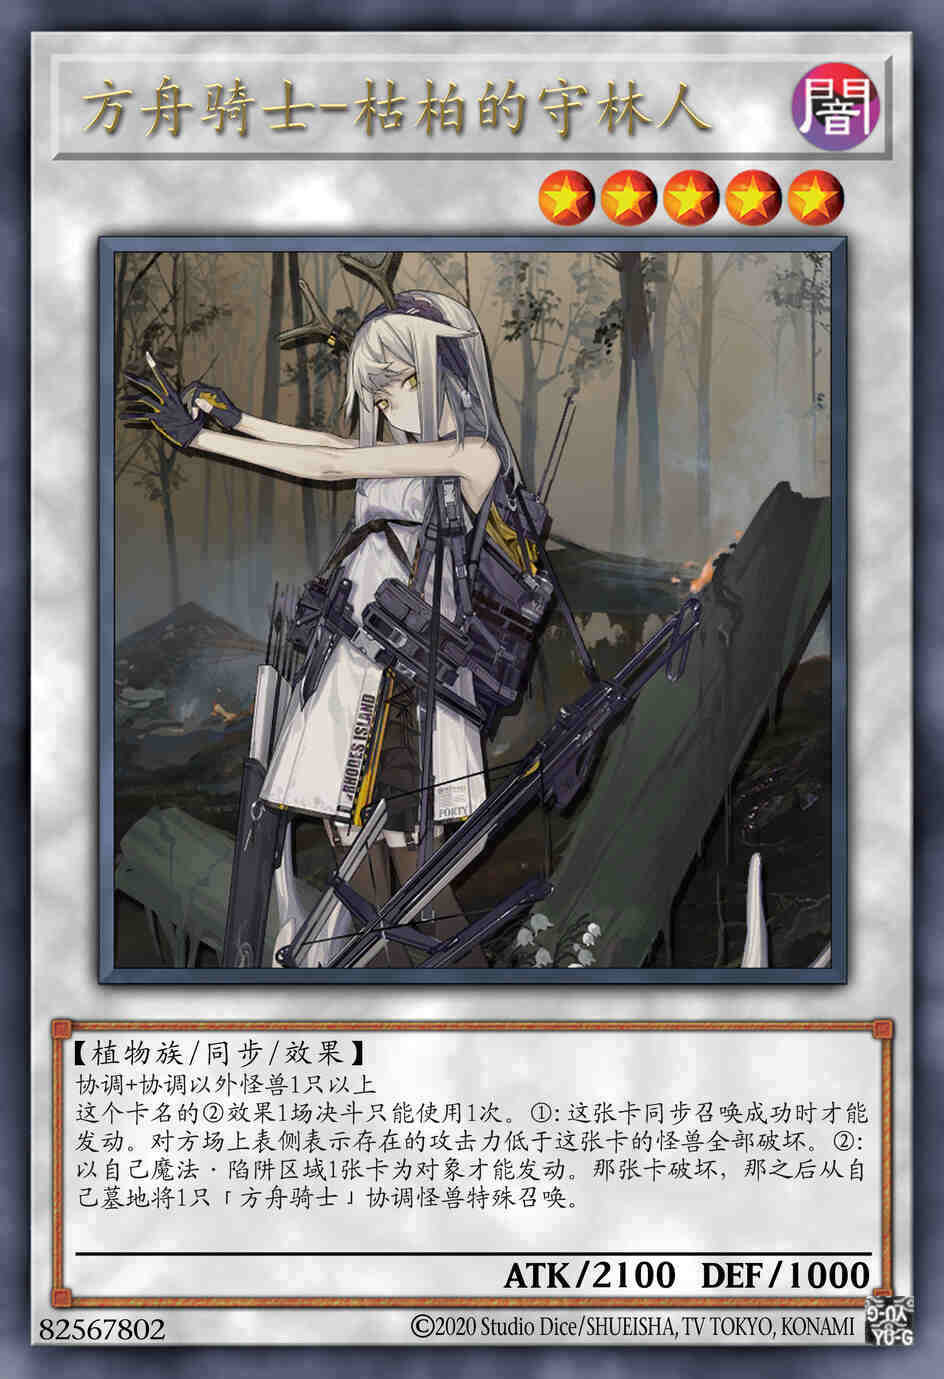 方舟骑士-枯柏的守林人
闇
RHODES ISLAND
PORTY
【植物族/同步/效果】
协调+协调以外怪兽1只以上
这个卡名的②效果1场决斗只能使用1次。①:这张卡同步召唤成功时才能
发动。对方场上表侧表示存在的攻击力低于这张卡的怪兽全部破坏。②:
以自己魔法·陷阱区域1张卡为对象才能发动。那张卡破坏，那之后从自
己墓地将1只「方舟骑士」协调怪兽特殊召唤。
ATK/2100 DEF/1000
82567802
©2020 Studio Dice/SHUEISHA, TV TOKYO, KONAMI
YU-G
YU-G